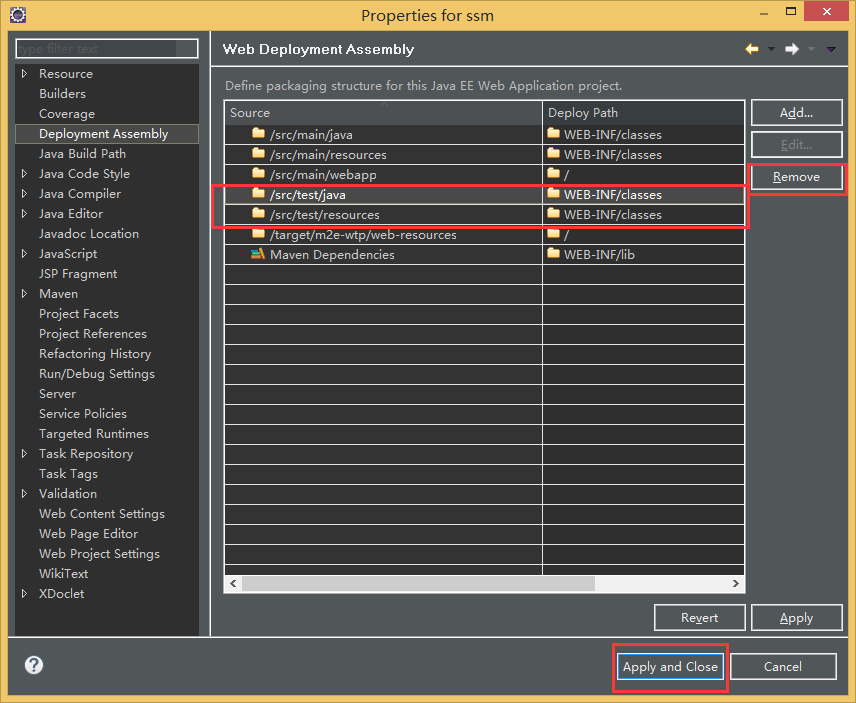 Properties for ssm
type filter text
Resource
Builders
Coverage
Deployment Assembly
Java Build Path
Java Code Style
Java Compiler
Java Editor
Javadoc Location
JavaScript
JSP Fragment
Maven
Project Facets
Project References
Refactoring History
Run/Debug Settings
Server
Service Policies
Targeted Runtimes
Task Repository
Task Tags
Validation
Web Content Settings
Web Page Editor
Web Project Settings
WikiText
XDoclet
Web Deployment Assembly
Define packaging structure for this Java EE Web Application project.
Source Deploy Path
/src/main/java WEB-INF/classes
/src/main/resources WEB-INF/classes
/src/main/webapp /
/src/test/java WEB-INF/classes
/src/test/resources WEB-INF/classes
/target/m2e-wtp/web-resources /
Maven Dependencies WEB-INF/lib
Add...
Edit...
Remove
Revert Apply
Apply and Close Cancel